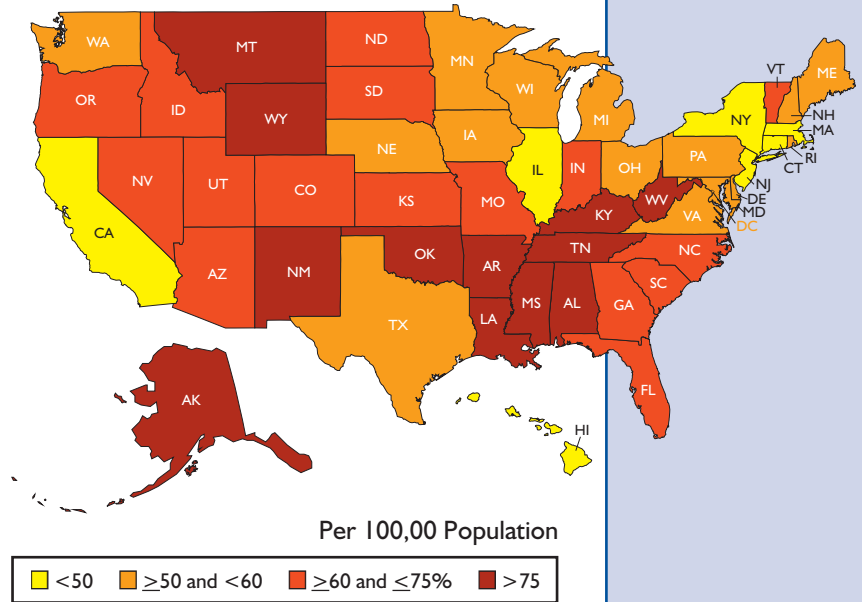 WA
MT
ND
MN
VT
ME
OR
ID
SD
WI
NY
NH
MA
WY
MI
RI
CT
IA
NE
PA
NJ
IL
IN
OH
DE
MD
DC
NV
UT
CO
KS
MO
WV
VA
KY
CA
NC
TN
AZ
NM
OK
AR
SC
MS
AL
GA
LA
TX
FL
AK
HI
Per 100,00 Population
<50 ≥50 and <60 ≥60 and ≤75% >75